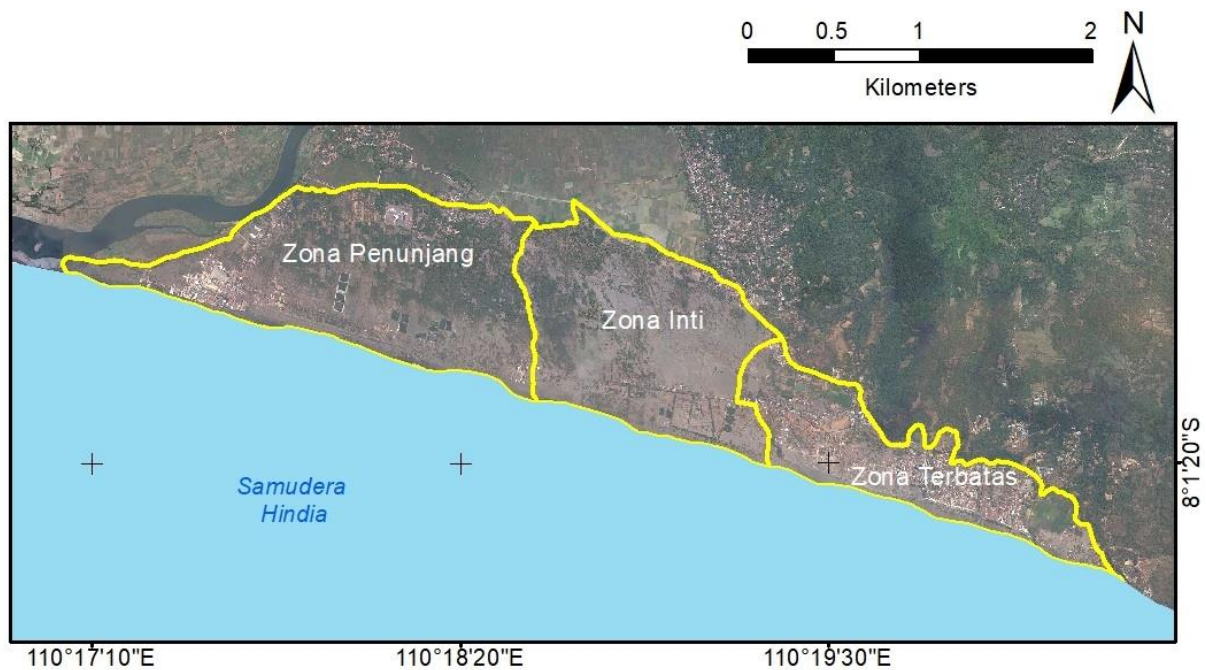 0 0.5 1 2
Kilometers
N
Zona Penunjang
Zona Inti
Zona Terbatas
Samudera
Hindia
8°1'20"S
110°17'10"E 110°18'20"E 110°19'30"E